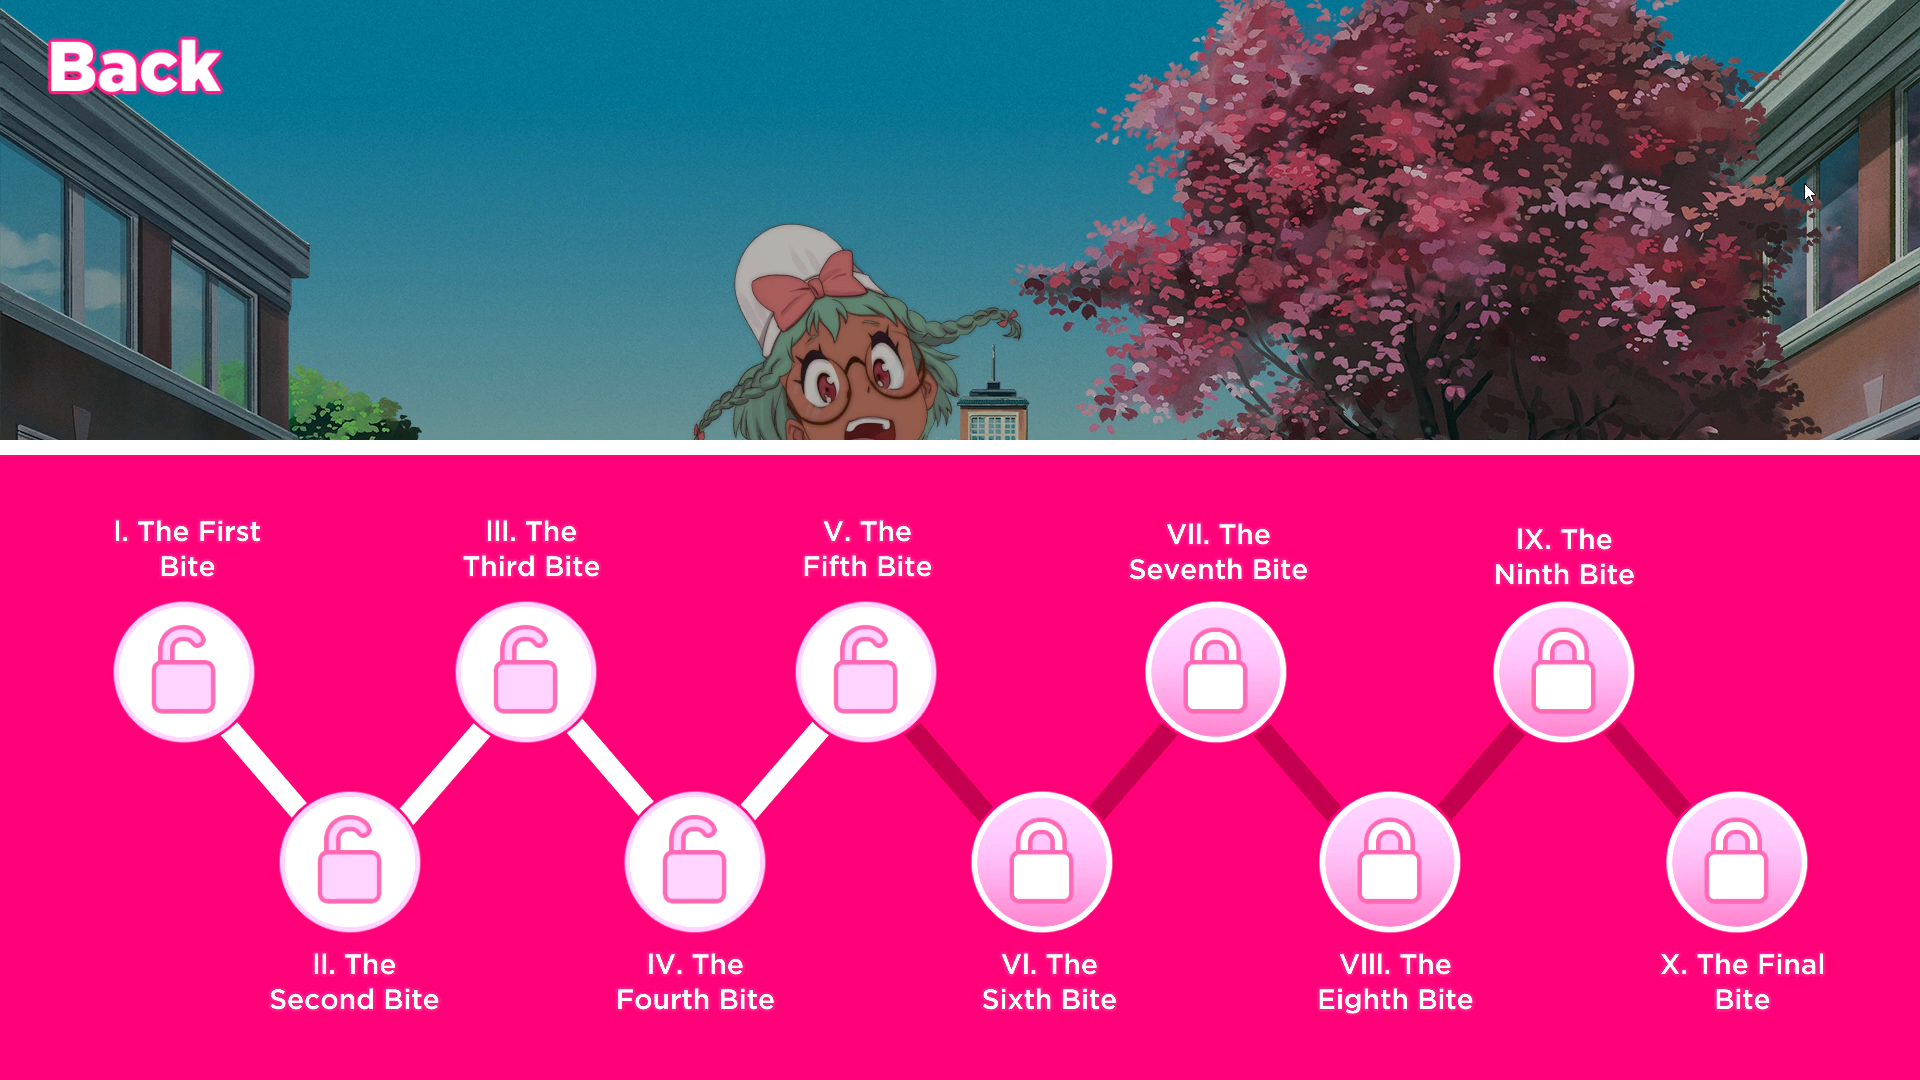 Back
I. The First
Bite
III. The
Third Bite
V. The
Fifth Bite
VII. The
Seventh Bite
IX. The
Ninth Bite
II. The
Second Bite
IV. The
Fourth Bite
VI. The
Sixth Bite
VIII. The
Eighth Bite
X. The Final
Bite